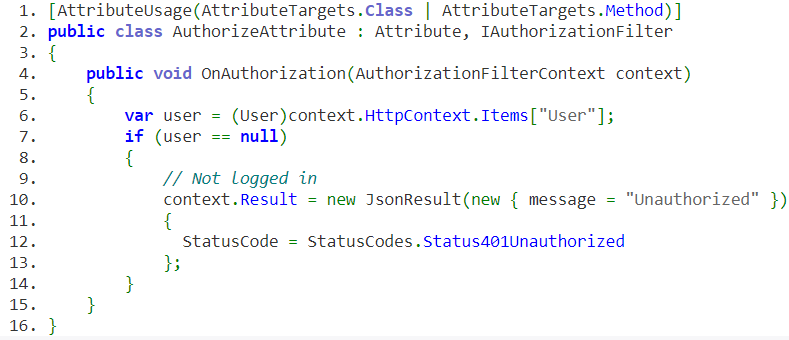 1. [AttributeUsage(AttributeTargets.Class | AttributeTargets.Method)]
2. public class AuthorizeAttribute : Attribute, IAuthorizationFilter
3. {
4.     public void OnAuthorization(AuthorizationFilterContext context)
5.     {
6.         var user = (User)context.HttpContext.Items["User"];
7.         if (user == null)
8.         {
9.             // Not logged in
10.             context.Result = new JsonResult(new { message = "Unauthorized" })
11.             {
12.               StatusCode = StatusCodes.Status401Unauthorized
13.             };
14.         }
15.     }
16. }